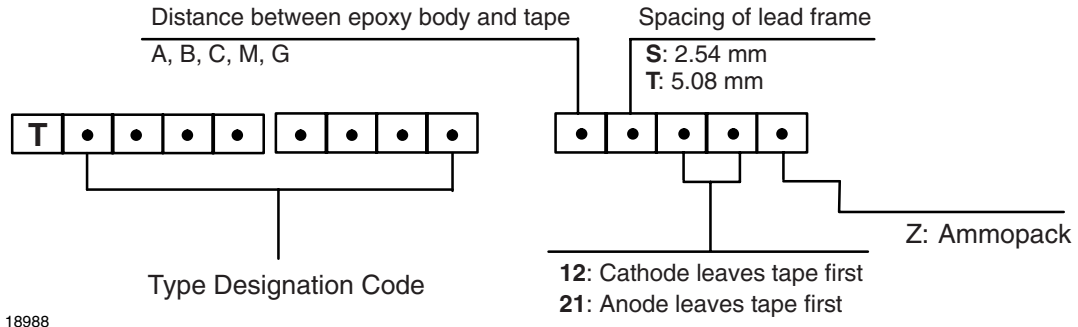 Distance between epoxy body and tape
A, B, C, M, G
Spacing of lead frame
S: 2.54 mm
T: 5.08 mm
T
Type Designation Code
12: Cathode leaves tape first
21: Anode leaves tape first
Z: Ammopack
18988